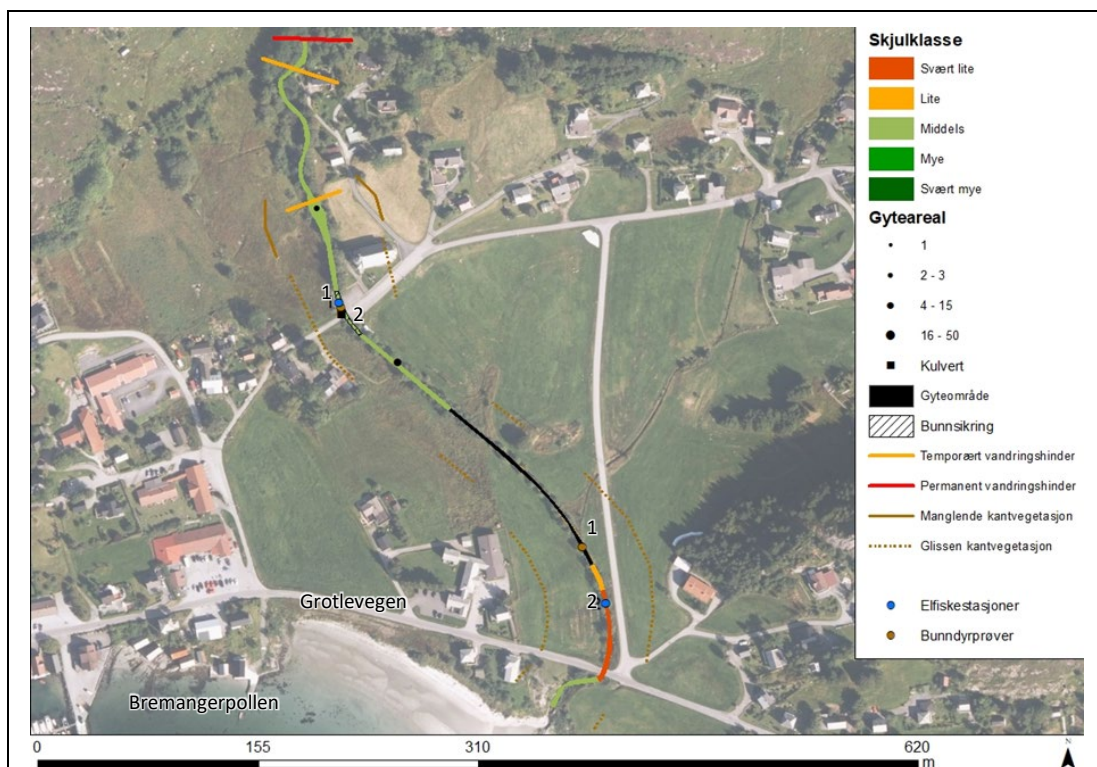 Skjulklasse
Svært lite
Lite
Middels
Mye
Svært mye
Gyteareal
1
2 - 3
4 - 15
16 - 50
Kulvert
Gyteområde
Bunnsikring
Temporært vandringshinder
Permanent vandringshinder
Manglende kantvegetasjon
Glissen kantvegetasjon
Elfiskestasjoner
Bunndyrprøver
1
2
1
2
Grotlevegen
Bremangerpollen
0 155 310 620
m
N